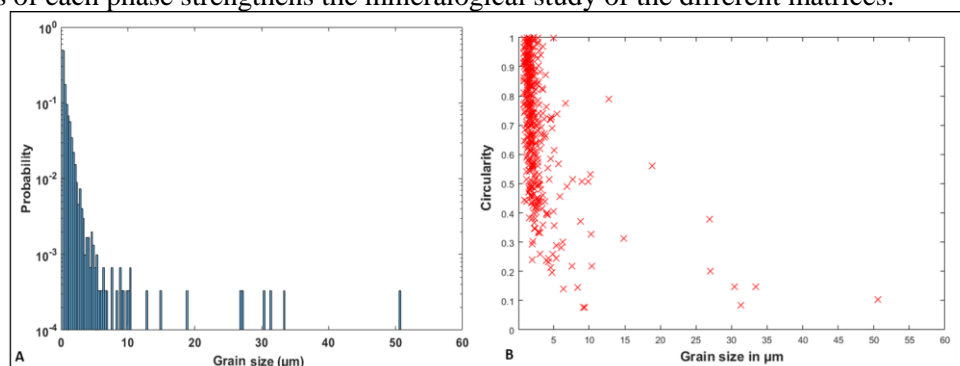 s of each phase strengthens the mineralogical study of the different matrices.
10^0
10^-1
10^-2
10^-3
10^-4
Probability
0 10 20 30 40 50 60
Grain size (µm)
A
1
0.9
0.8
0.7
0.6
0.5
0.4
0.3
0.2
0.1
0
Circularity
5 10 15 20 25 30 35 40 45 50 55 60
Grain size in µm
B